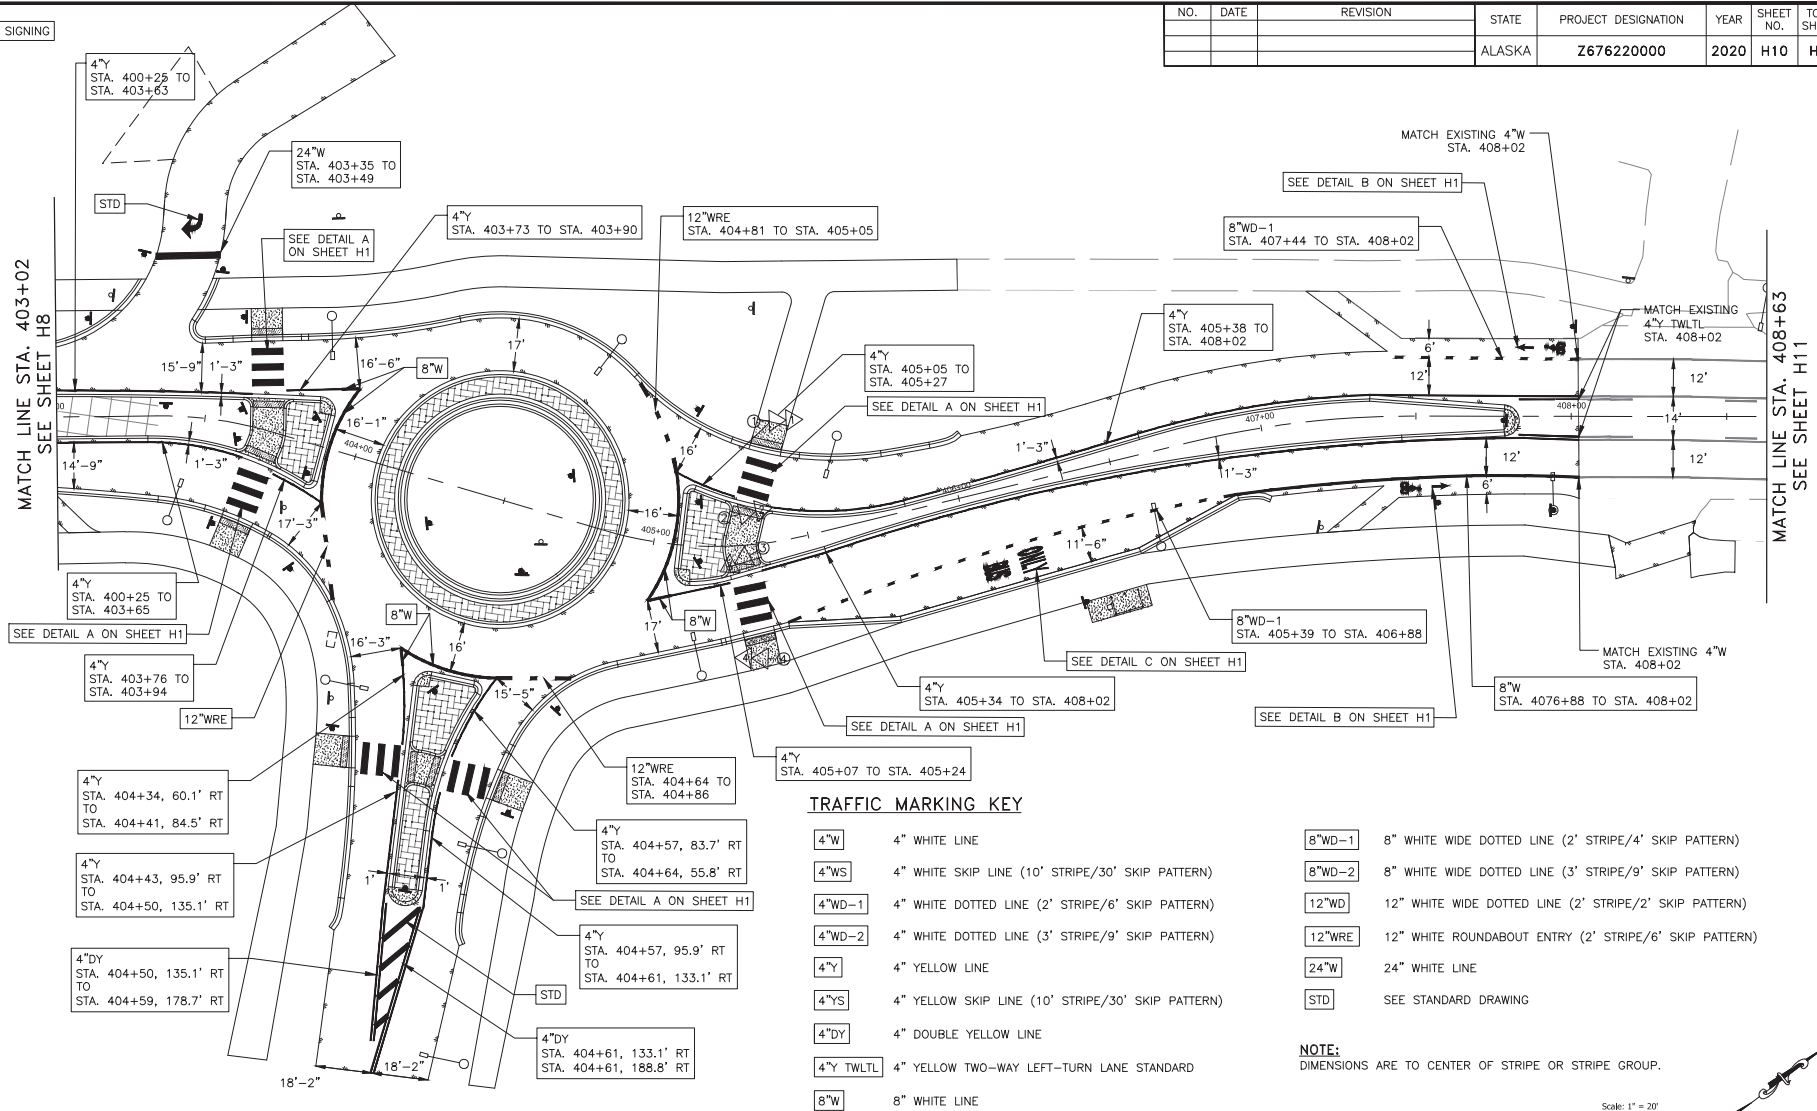 SIGNING
NO. DATE REVISION STATE PROJECT DESIGNATION YEAR SHEET NO.
ALASKA Z676220000 2020 H10
4"Y
STA. 400+25 TO
STA. 403+63
24"W
STA. 403+35 TO
STA. 403+49
STD
SEE DETAIL A
ON SHEET H1
4"Y
STA. 403+73 TO STA. 403+90
12"WRE
STA. 404+81 TO STA. 405+05
MATCH EXISTING 4"W
STA. 408+02
SEE DETAIL B ON SHEET H1
8"WD-1
STA. 407+44 TO STA. 408+02
MATCH EXISTING
4"Y TWLTL
STA. 408+02
4"Y
STA. 405+38 TO
STA. 408+02
4"Y
STA. 405+05 TO
STA. 405+27
SEE DETAIL A ON SHEET H1
MATCH LINE STA. 403+02
SEE SHEET H8
MATCH LINE STA. 408+63
SEE SHEET H11
15'-9"
1'-3"
16'-6"
8"W
17'
16'-1"
404+00
14'-9"
1'-3"
17'-3"
16'
16'
405+00
1'-3"
406+00
1'-3"
407+00
408+00
6'
12'
12'
14'
12'
12'
6'
11'-6"
ONLY
1
1
2
3
4
4
4"Y
STA. 400+25 TO
STA. 403+65
SEE DETAIL A ON SHEET H1
4"Y
STA. 403+76 TO
STA. 403+94
12"WRE
8"W
16'-3"
16'
15'-5"
17'
8"W
8"WD-1
STA. 405+39 TO STA. 406+88
SEE DETAIL C ON SHEET H1
MATCH EXISTING 4"W
STA. 408+02
8"W
STA. 4076+88 TO STA. 408+02
SEE DETAIL B ON SHEET H1
4"Y
STA. 405+34 TO STA. 408+02
SEE DETAIL A ON SHEET H1
4"Y
STA. 405+07 TO STA. 405+24
12"WRE
STA. 404+64 TO
STA. 404+86
4"Y
STA. 404+34, 60.1' RT
TO
STA. 404+41, 84.5' RT
4"Y
STA. 404+43, 95.9' RT
TO
STA. 404+50, 135.1' RT
4"DY
STA. 404+50, 135.1' RT
TO
STA. 404+59, 178.7' RT
4"Y
STA. 404+57, 83.7' RT
TO
STA. 404+64, 55.8' RT
SEE DETAIL A ON SHEET H1
4"Y
STA. 404+57, 95.9' RT
TO
STA. 404+61, 133.1' RT
STD
4"DY
STA. 404+61, 133.1' RT
STA. 404+61, 188.8' RT
1'
1'
18'-2"
18'-2"
TRAFFIC MARKING KEY
4"W 4" WHITE LINE
4"WS 4" WHITE SKIP LINE (10' STRIPE/30' SKIP PATTERN)
4"WD-1 4" WHITE DOTTED LINE (2' STRIPE/6' SKIP PATTERN)
4"WD-2 4" WHITE DOTTED LINE (3' STRIPE/9' SKIP PATTERN)
4"Y 4" YELLOW LINE
4"YS 4" YELLOW SKIP LINE (10' STRIPE/30' SKIP PATTERN)
4"DY 4" DOUBLE YELLOW LINE
4"Y TWLTL 4" YELLOW TWO-WAY LEFT-TURN LANE STANDARD
8"W 8" WHITE LINE
8"WD-1 8" WHITE WIDE DOTTED LINE (2' STRIPE/4' SKIP PATTERN)
8"WD-2 8" WHITE WIDE DOTTED LINE (3' STRIPE/9' SKIP PATTERN)
12"WD 12" WHITE WIDE DOTTED LINE (2' STRIPE/2' SKIP PATTERN)
12"WRE 12" WHITE ROUNDABOUT ENTRY (2' STRIPE/6' SKIP PATTERN)
24"W 24" WHITE LINE
STD SEE STANDARD DRAWING
NOTE:
DIMENSIONS ARE TO CENTER OF STRIPE OR STRIPE GROUP.
Scale: 1" = 20'